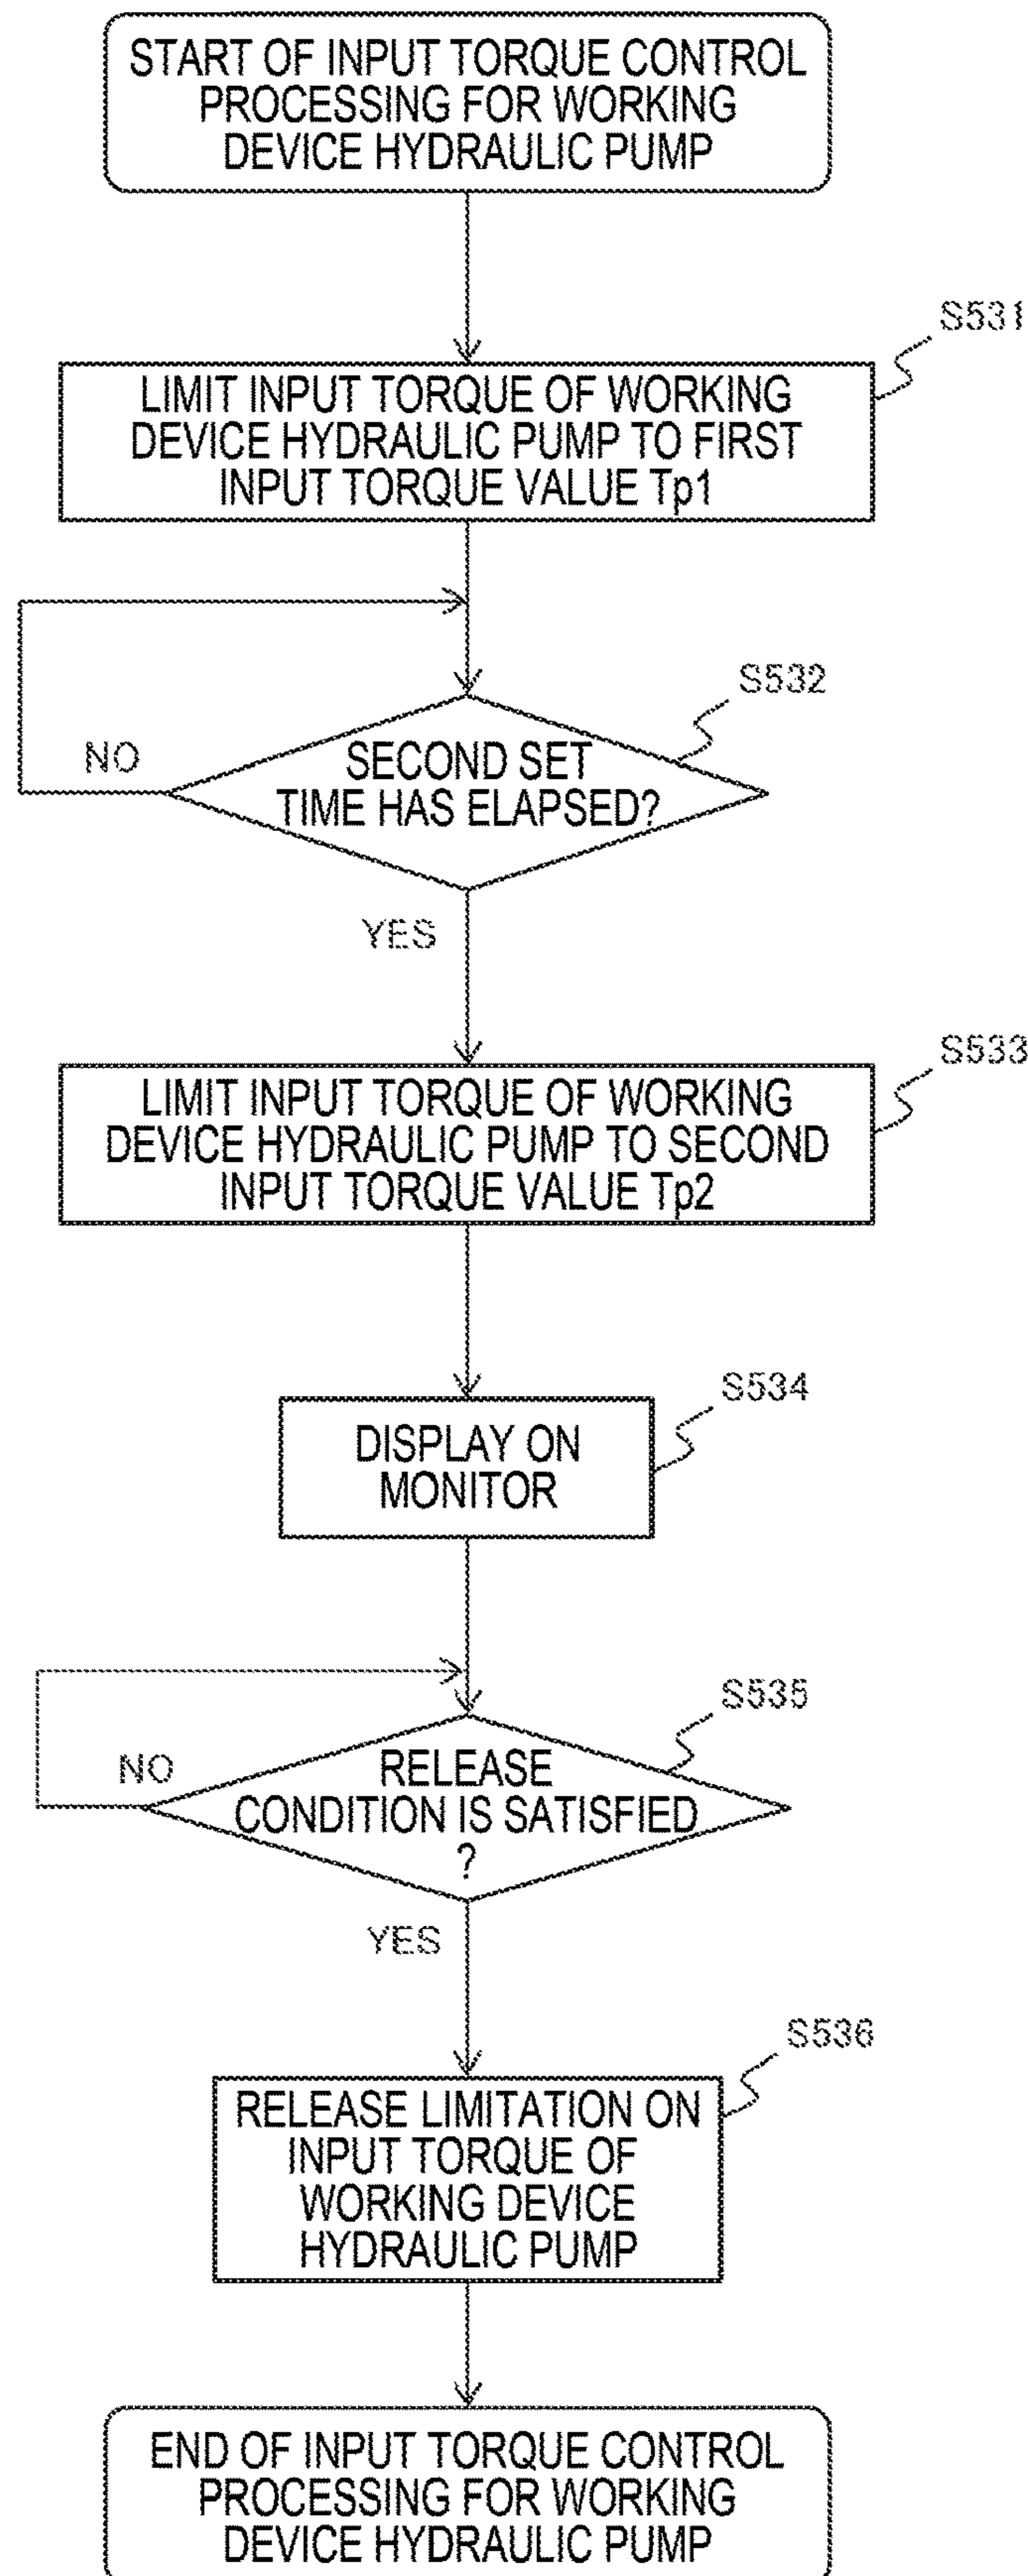 START OF INPUT TORQUE CONTROL
PROCESSING FOR WORKING
DEVICE HYDRAULIC PUMP
S531
LIMIT INPUT TORQUE OF WORKING
DEVICE HYDRAULIC PUMP TO FIRST
INPUT TORQUE VALUE Tp1
S532
NO
SECOND SET
TIME HAS ELAPSED?
YES
S533
LIMIT INPUT TORQUE OF WORKING
DEVICE HYDRAULIC PUMP TO SECOND
INPUT TORQUE VALUE Tp2
S534
DISPLAY ON
MONITOR
S535
NO
RELEASE
CONDITION IS SATISFIED
?
YES
S536
RELEASE LIMITATION ON
INPUT TORQUE OF
WORKING DEVICE
HYDRAULIC PUMP
END OF INPUT TORQUE CONTROL
PROCESSING FOR WORKING
DEVICE HYDRAULIC PUMP